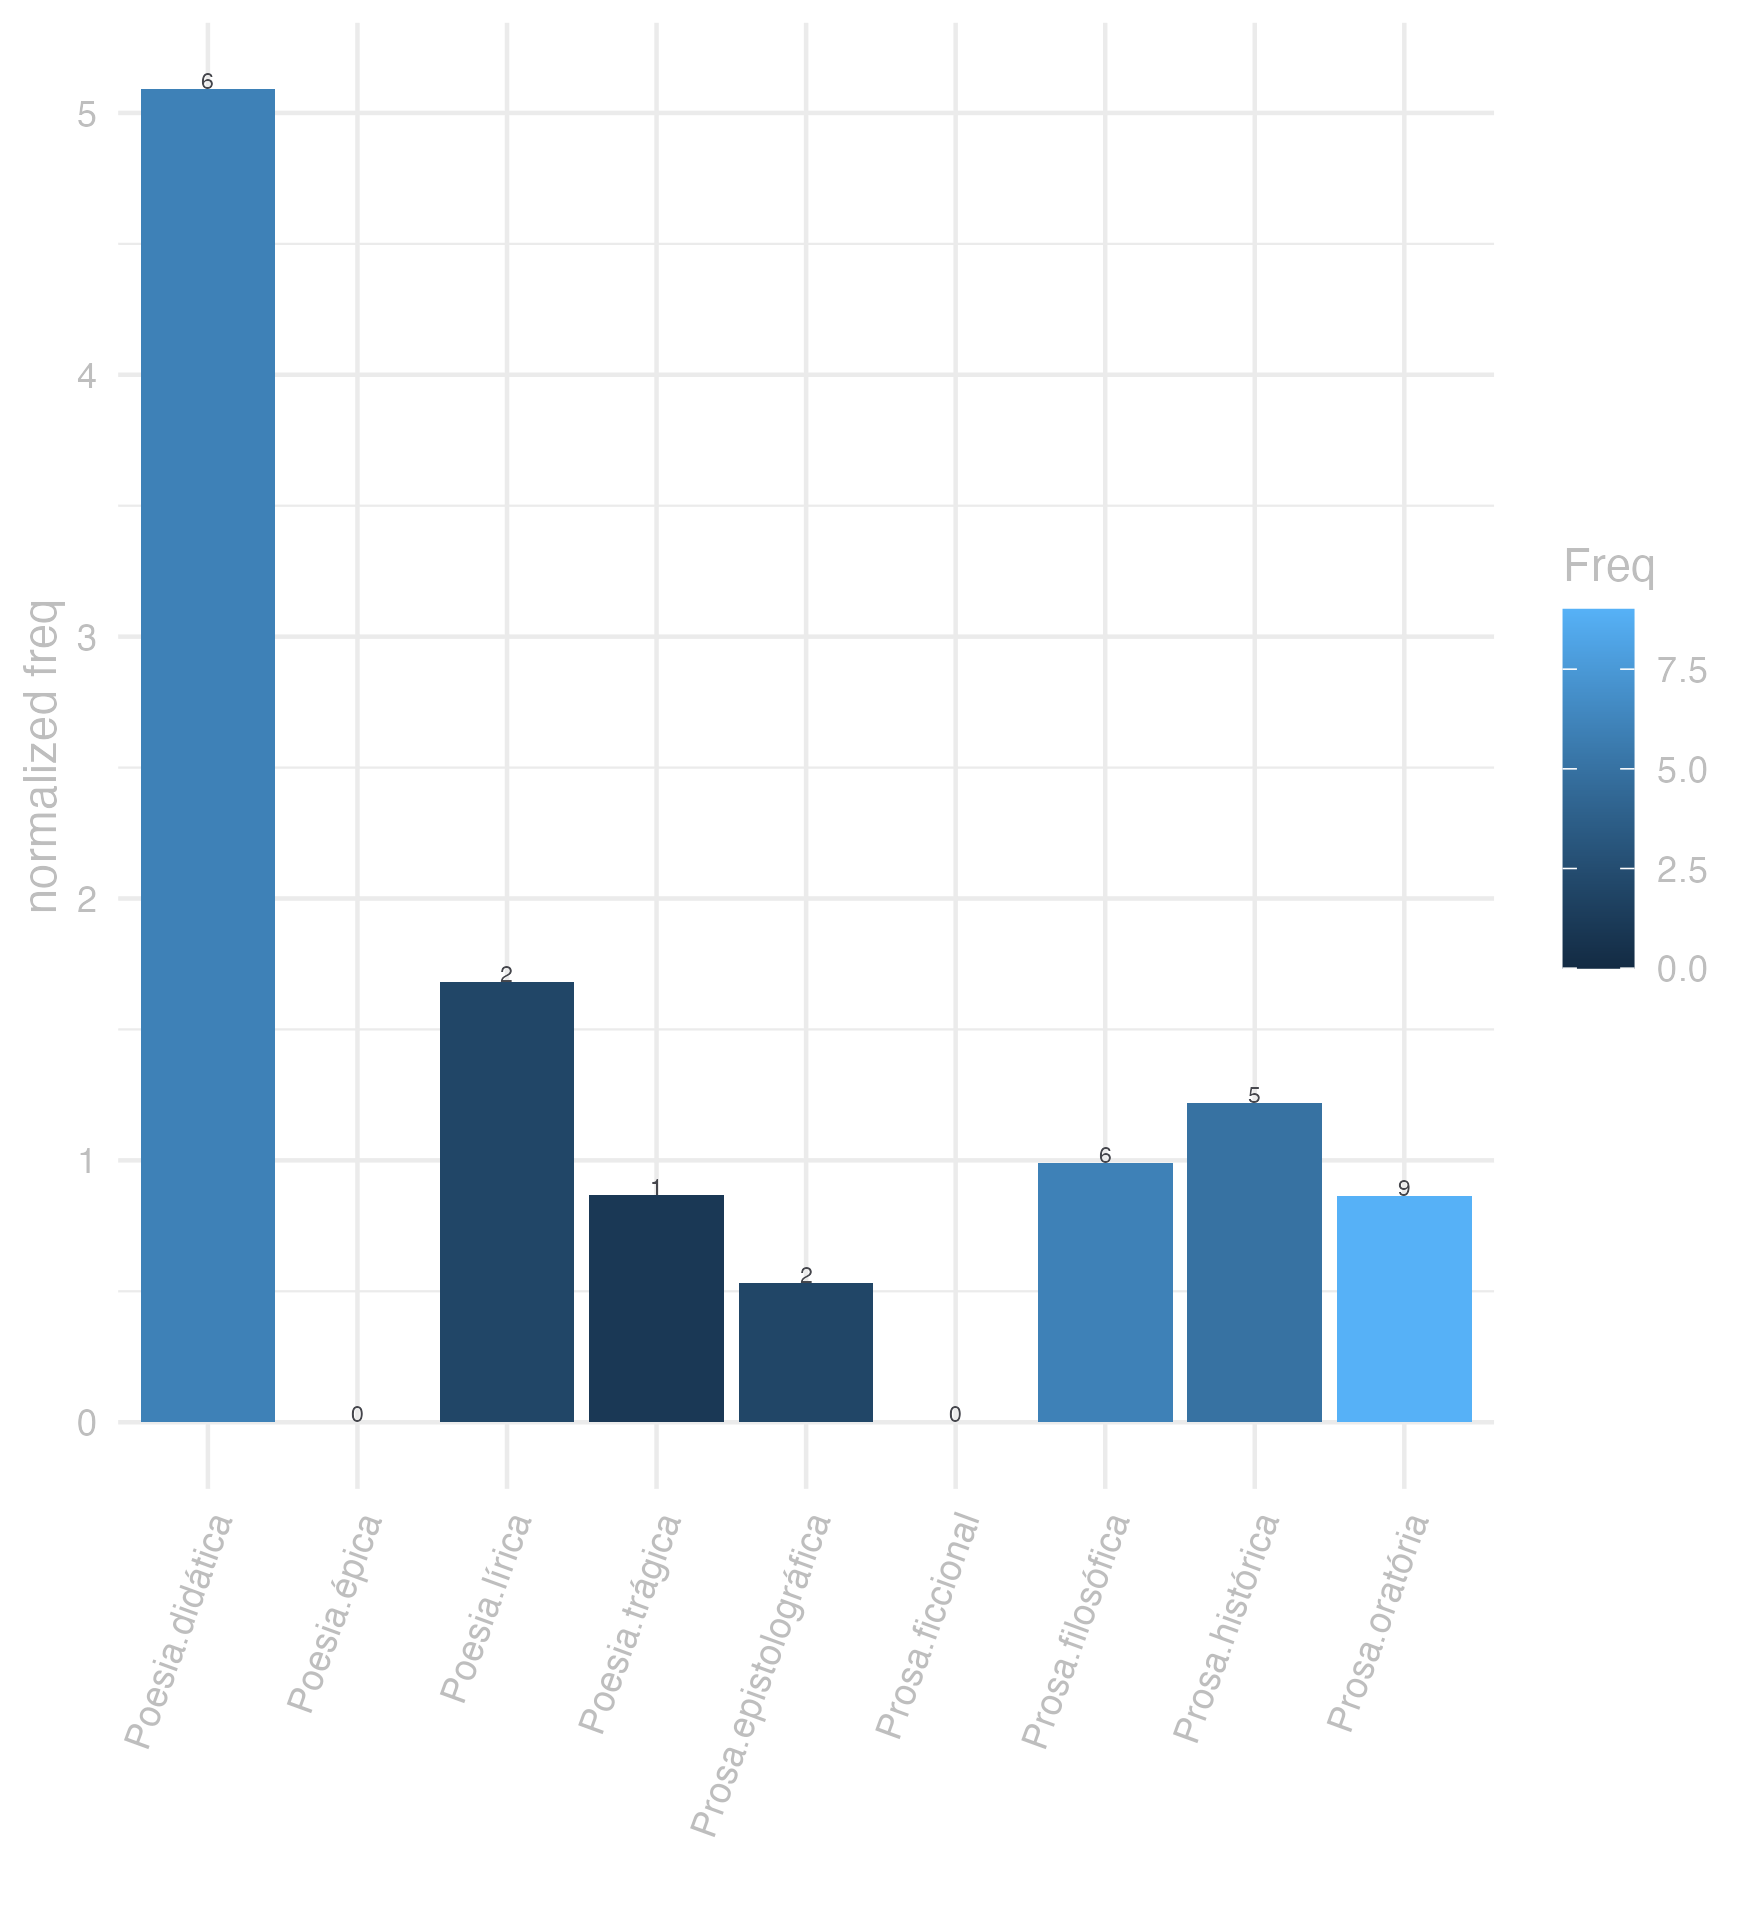 normalized freq
5
4
3
2
1
0
6
0
2
1
2
0
6
5
9
Poesia.didática
Poesia.épica
Poesia.lírica
Poesia.trágica
Prosa.epistolográfica
Prosa.ficcional
Prosa.filosófica
Prosa.histórica
Prosa.oratória
Freq
7.5
5.0
2.5
0.0